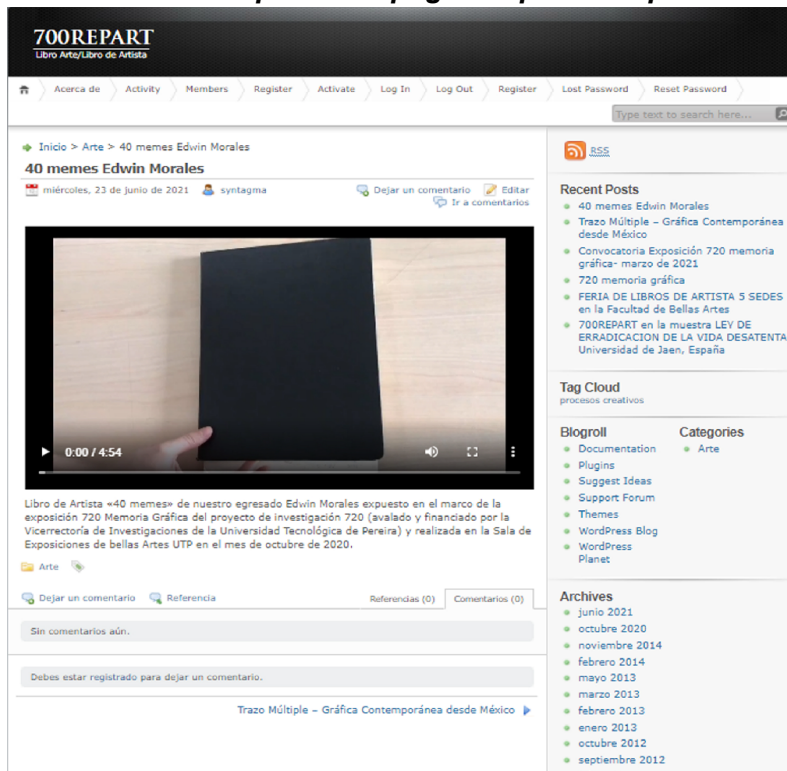 700REPART
Libro Arte/Libro de Artista
Acerca de
Activity
Members
Register
Activate
Log In
Log Out
Register
Lost Password
Reset Password
Type text to search here...
Inicio > Arte > 40 memes Edwin Morales
40 memes Edwin Morales
miércoles, 23 de junio de 2021 syntagma
Dejar un comentario Editar
Ir a comentarios
0:00 / 4:54
Libro de Artista «40 memes» de nuestro egresado Edwin Morales expuesto en el marco de la
exposición 720 Memoria Gráfica del proyecto de investigación 720 (avalado y financiado por la
Vicerrectoría de Investigaciones de la Universidad Tecnológica de Pereira) y realizada en la Sala de
Exposiciones de bellas Artes UTP en el mes de octubre de 2020.
Arte
Dejar un comentario Referencia
Referencias (0) Comentarios (0)
Sin comentarios aún.
Debes estar registrado para dejar un comentario.
Trazo Múltiple – Gráfica Contemporánea desde México
RSS
Recent Posts
40 memes Edwin Morales
Trazo Múltiple – Gráfica Contemporánea
desde México
Convocatoria Exposición 720 memoria
gráfica- marzo de 2021
720 memoria gráfica
FERIA DE LIBROS DE ARTISTA 5 SEDES
en la Facultad de Bellas Artes
700REPART en la muestra LEY DE
ERRADICACION DE LA VIDA DESATENTA
Universidad de Jaen, España
Tag Cloud
procesos creativos
Blogroll
Documentation
Plugins
Suggest Ideas
Support Forum
Themes
WordPress Blog
WordPress
Planet
Categories
Arte
Archives
junio 2021
octubre 2020
noviembre 2014
febrero 2014
mayo 2013
marzo 2013
febrero 2013
enero 2013
octubre 2012
septiembre 2012